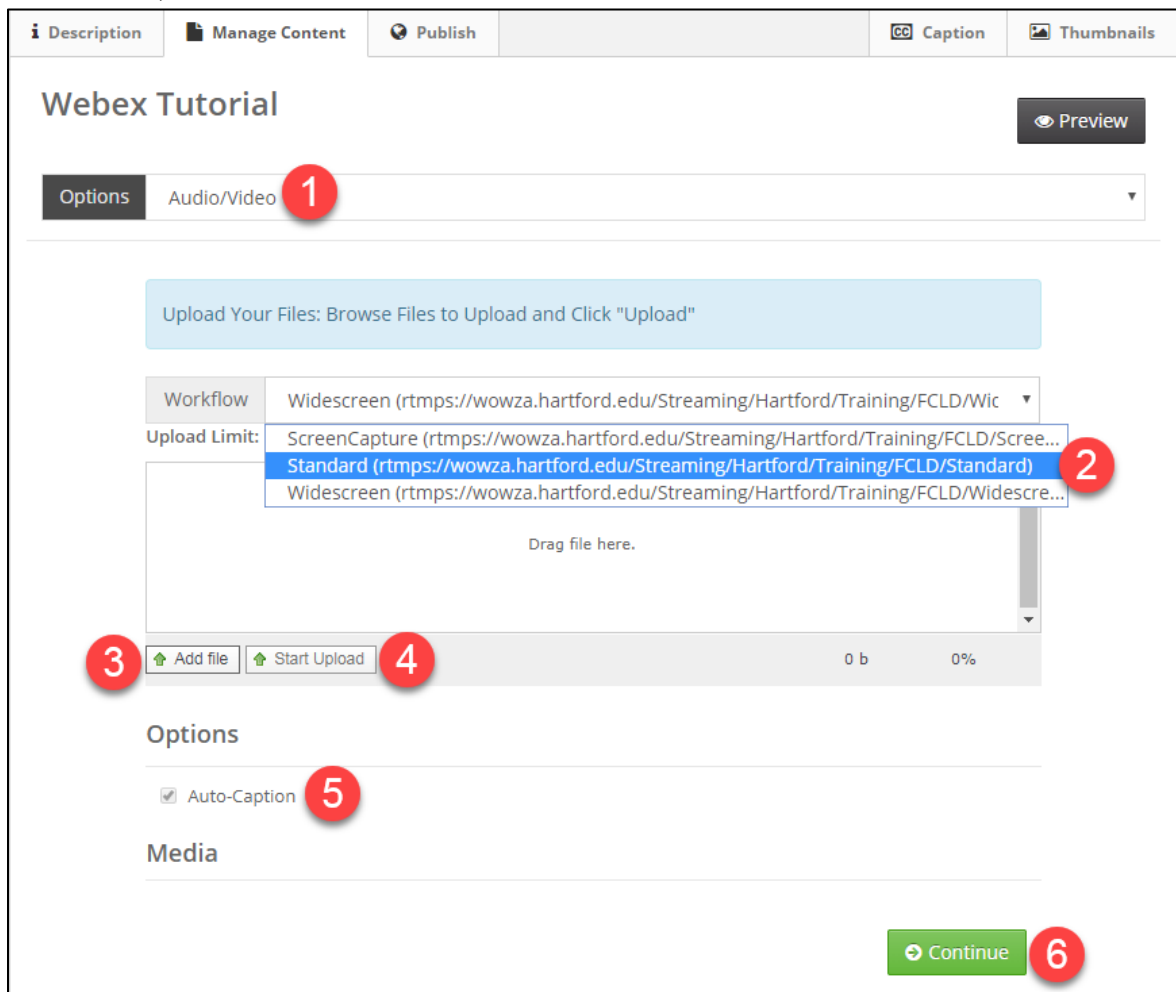 i Description Manage Content Publish CC Caption Thumbnails
Webex Tutorial
Preview
Options Audio/Video 1
Upload Your Files: Browse Files to Upload and Click "Upload"
Workflow Widescreen (rtmps://wowza.hartford.edu/Streaming/Hartford/Training/FCLD/Wic
Upload Limit: ScreenCapture (rtmps://wowza.hartford.edu/Streaming/Hartford/Training/FCLD/Scree...
Standard (rtmps://wowza.hartford.edu/Streaming/Hartford/Training/FCLD/Standard) 2
Widescreen (rtmps://wowza.hartford.edu/Streaming/Hartford/Training/FCLD/Widescre...
Drag file here.
3 Add file Start Upload 4 0 b 0%
Options
Auto-Caption 5
Media
Continue 6